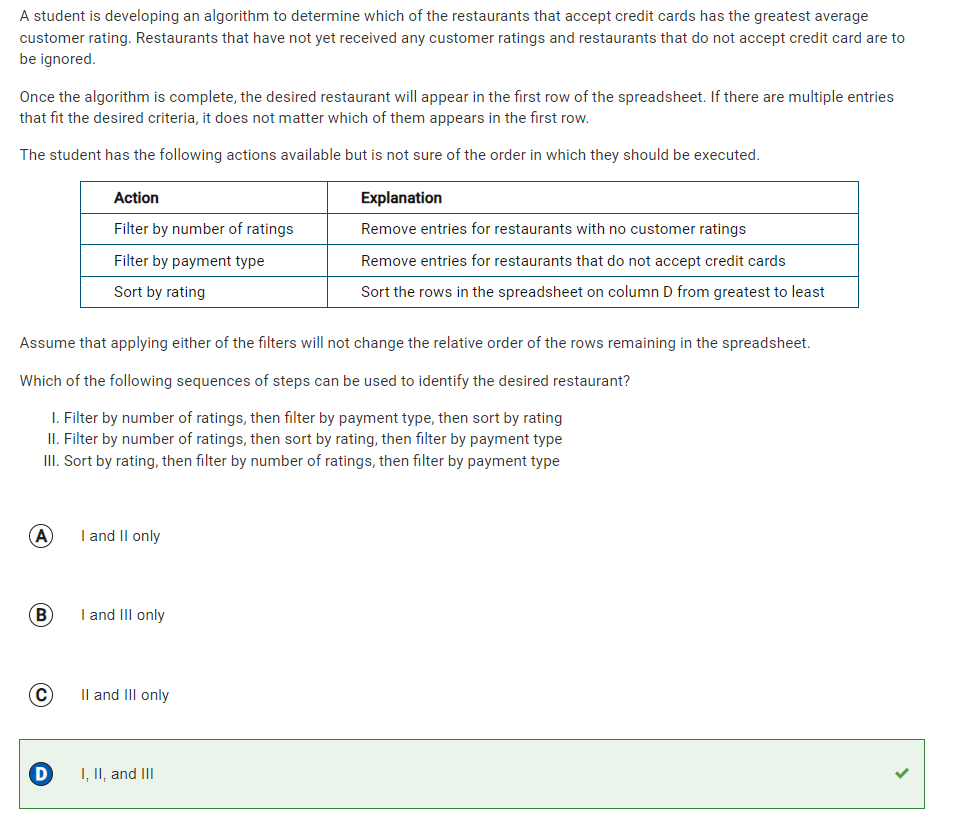 A student is developing an algorithm to determine which of the restaurants that accept credit cards has the greatest average
customer rating. Restaurants that have not yet received any customer ratings and restaurants that do not accept credit card are to
be ignored.
Once the algorithm is complete, the desired restaurant will appear in the first row of the spreadsheet. If there are multiple entries
that fit the desired criteria, it does not matter which of them appears in the first row.
The student has the following actions available but is not sure of the order in which they should be executed.
Action Explanation
Filter by number of ratings Remove entries for restaurants with no customer ratings
Filter by payment type Remove entries for restaurants that do not accept credit cards
Sort by rating Sort the rows in the spreadsheet on column D from greatest to least
Assume that applying either of the filters will not change the relative order of the rows remaining in the spreadsheet.
Which of the following sequences of steps can be used to identify the desired restaurant?
I. Filter by number of ratings, then filter by payment type, then sort by rating
II. Filter by number of ratings, then sort by rating, then filter by payment type
III. Sort by rating, then filter by number of ratings, then filter by payment type
A I and II only
B I and III only
C II and III only
D I, II, and III